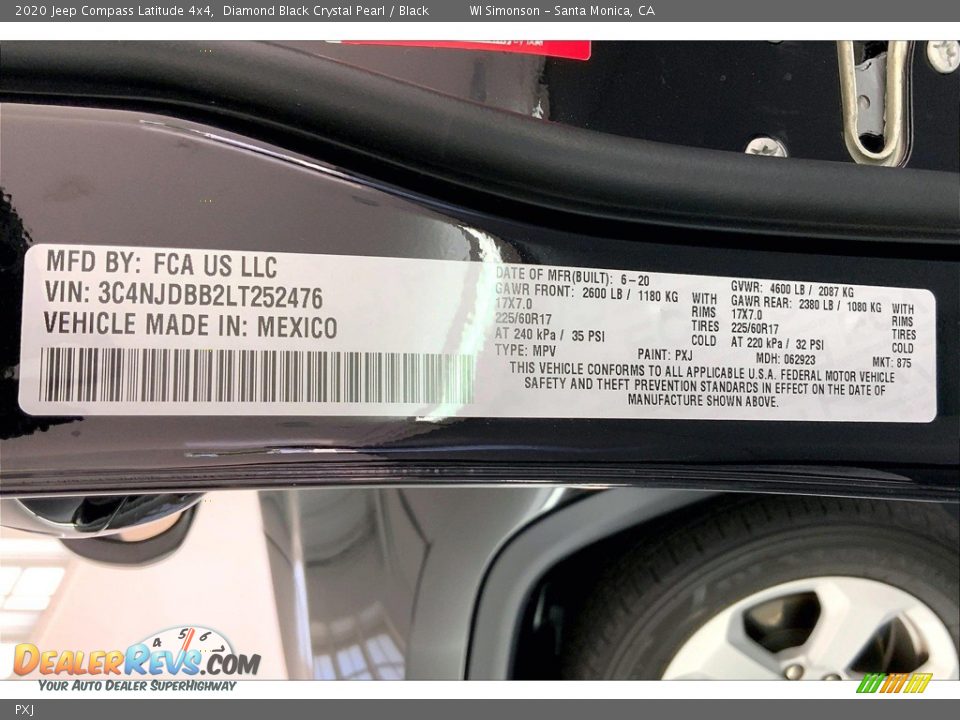 2020 Jeep Compass Latitude 4x4,  Diamond Black Crystal Pearl / Black          WI Simonson - Santa Monica, CA
MFD BY: FCA US LLC
VIN: 3C4NJDBB2LT252476
VEHICLE MADE IN: MEXICO
DATE OF MFR(BUILT): 6-20
GAWR FRONT: 2600 LB / 1180 KG WITH
17X7.0 RIMS
225/60R17 TIRES
AT 240 kPa / 35 PSI COLD
TYPE: MPV
GVWR: 4600 LB / 2087 KG
GAWR REAR: 2380 LB / 1080 KG WITH
17X7.0 RIMS
225/60R17 TIRES
AT 220 kPa / 32 PSI COLD
PAINT: PXJ MDH: 062923 MKT: 875
THIS VEHICLE CONFORMS TO ALL APPLICABLE U.S.A. FEDERAL MOTOR VEHICLE
SAFETY AND THEFT PREVENTION STANDARDS IN EFFECT ON THE DATE OF
MANUFACTURE SHOWN ABOVE.
4 5 6
DEALERREVS.COM
YOUR AUTO DEALER SUPERHIGHWAY
PXJ